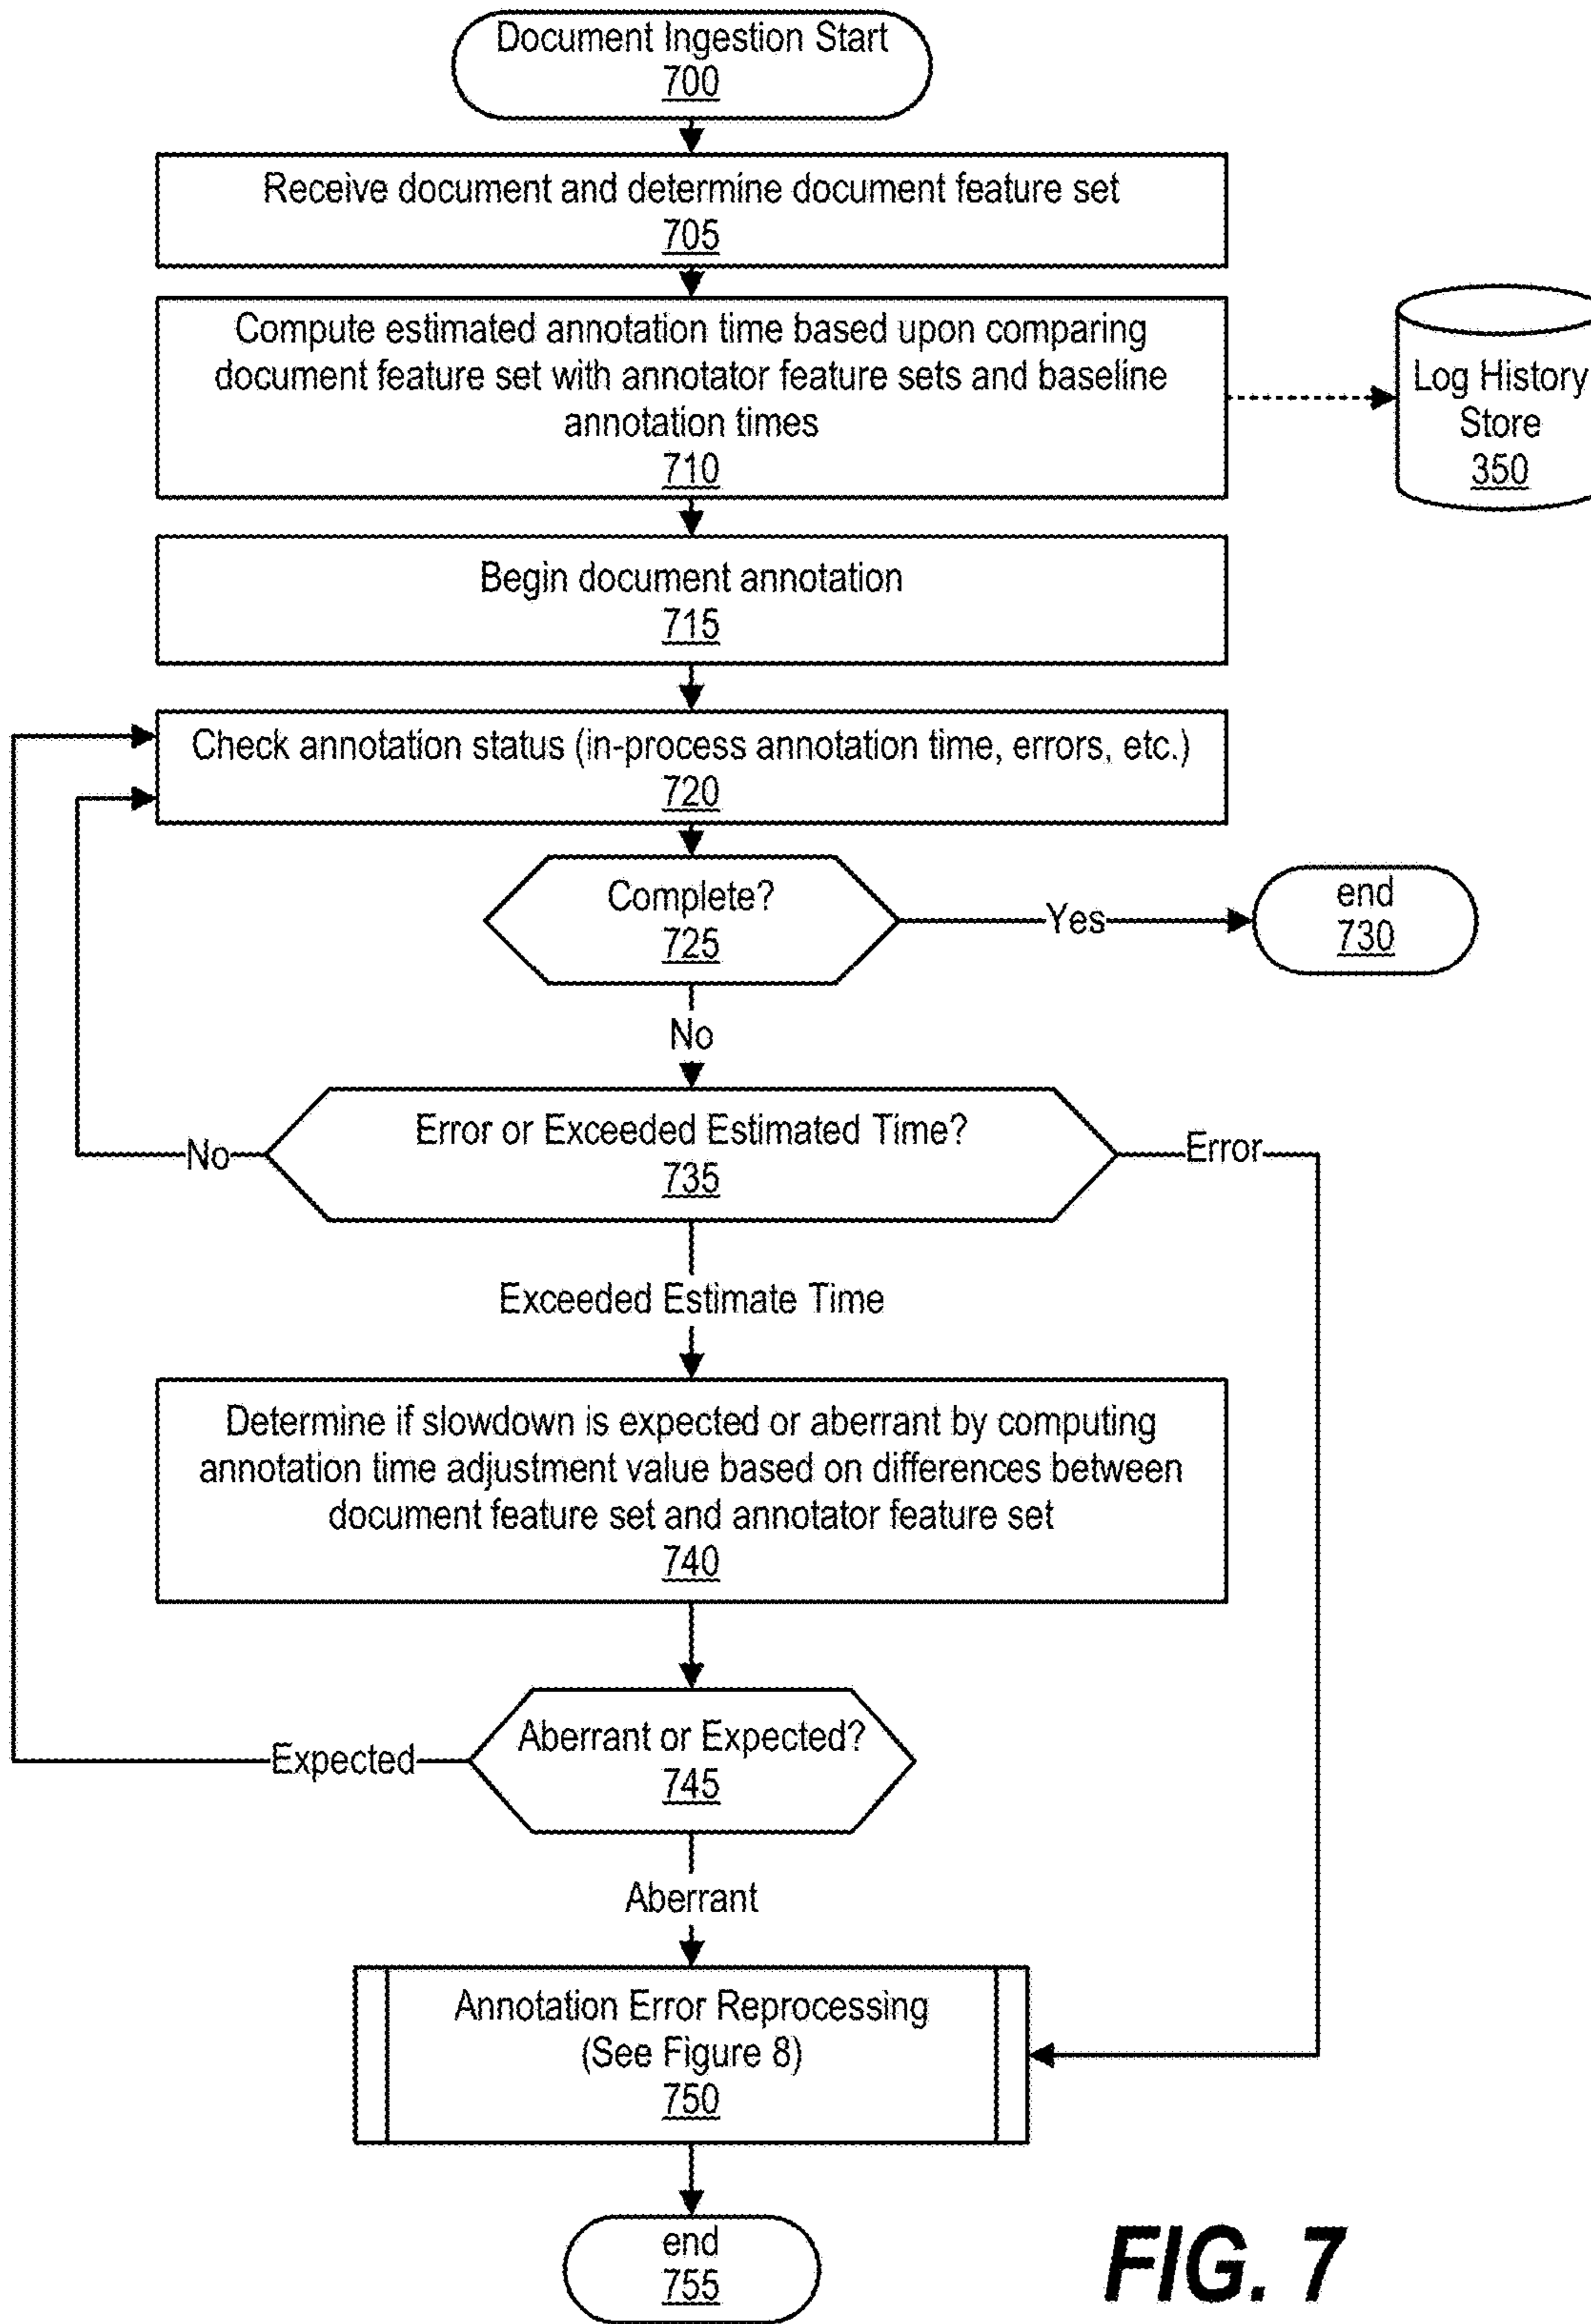 Document Ingestion Start
700
Receive document and determine document feature set
705
Compute estimated annotation time based upon comparing
document feature set with annotator feature sets and baseline
annotation times
710
Log History
Store
350
Begin document annotation
715
Check annotation status (in-process annotation time, errors, etc.)
720
Complete?
725
Yes
end
730
No
Error or Exceeded Estimated Time?
735
No
Error
Exceeded Estimate Time
Determine if slowdown is expected or aberrant by computing
annotation time adjustment value based on differences between
document feature set and annotator feature set
740
Aberrant or Expected?
745
Expected
Aberrant
Annotation Error Reprocessing
(See Figure 8)
750
end
755
FIG. 7